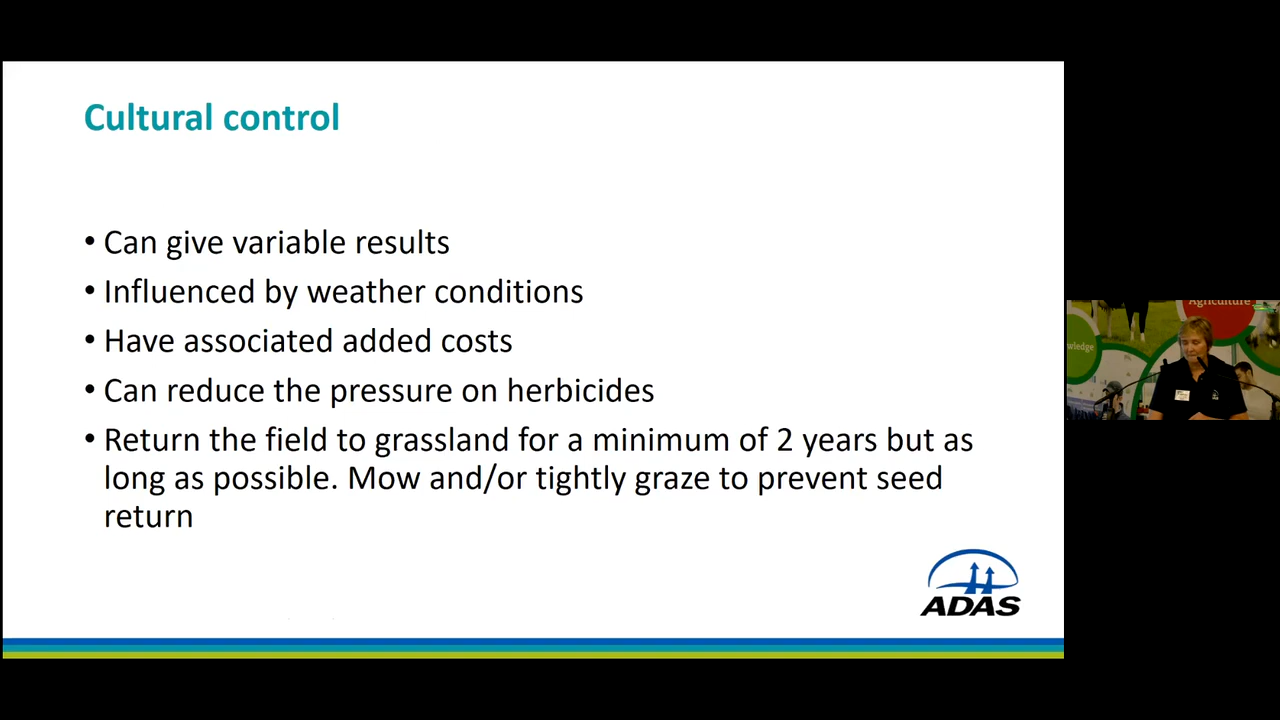 Cultural control
• Can give variable results
• Influenced by weather conditions
• Have associated added costs
• Can reduce the pressure on herbicides
• Return the field to grassland for a minimum of 2 years but as
long as possible. Mow and/or tightly graze to prevent seed
return
ADAS
Agriculture
wledge